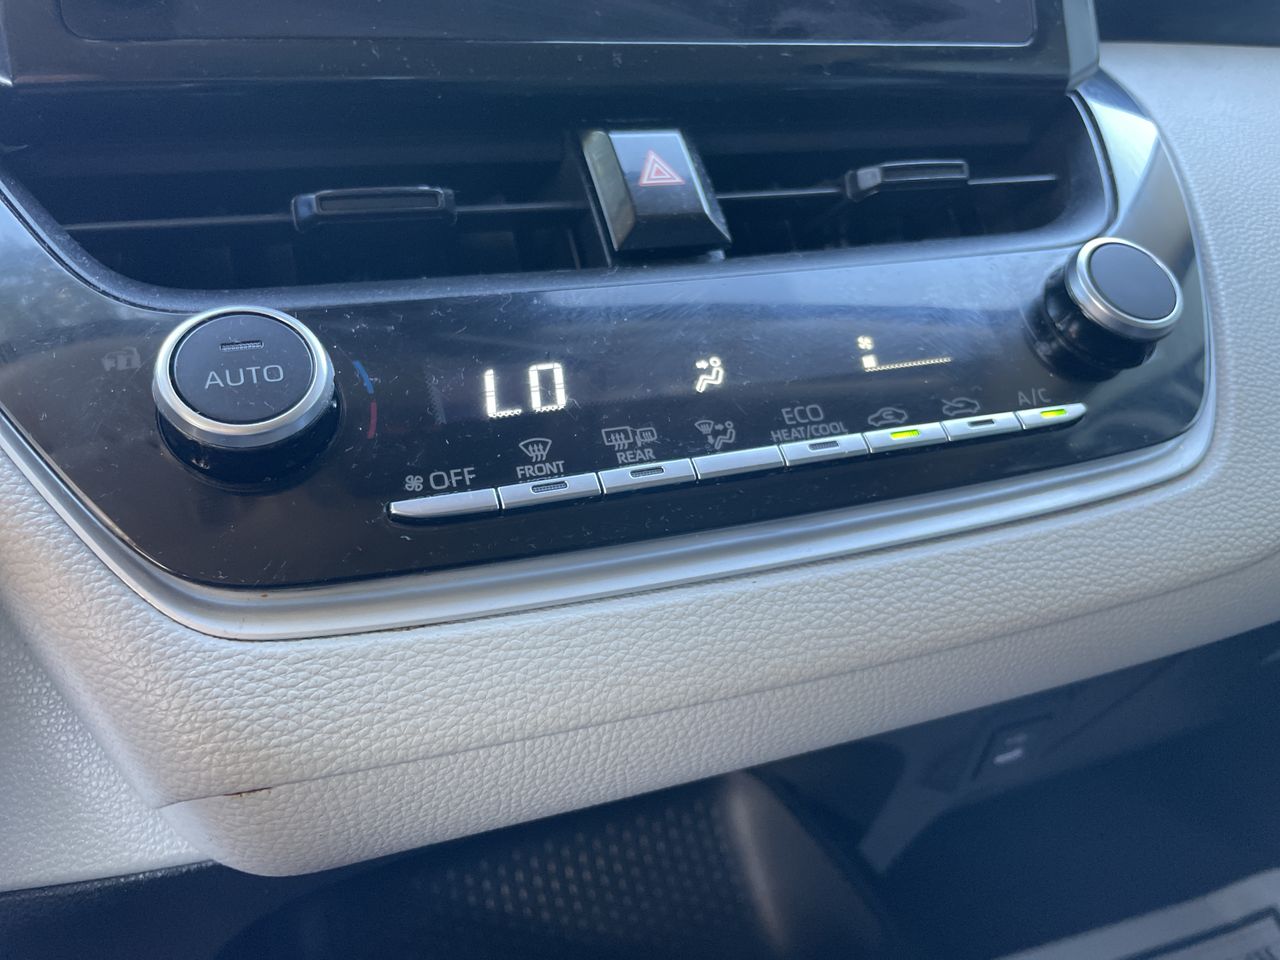 AUTO
LO
OFF
FRONT
REAR
ECO
HEAT/COOL
A/C